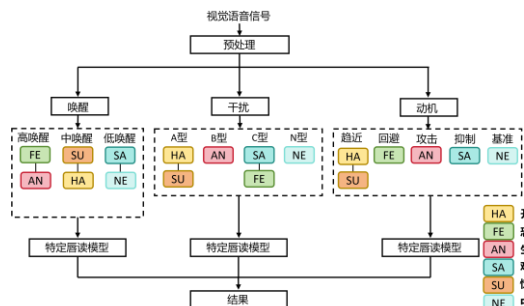 视觉语音信号
预处理
唤醒 干扰 动机
高唤醒 中唤醒 低唤醒 A型 B型 C型 N型 趋近 回避 攻击 抑制 基准
FE SU SA HA AN SA NE HA FE AN SA NE
AN HA NE SU FE SU
特定唇读模型 特定唇读模型 特定唇读模型
结果
HA
FE
AN
SA
SU
NE